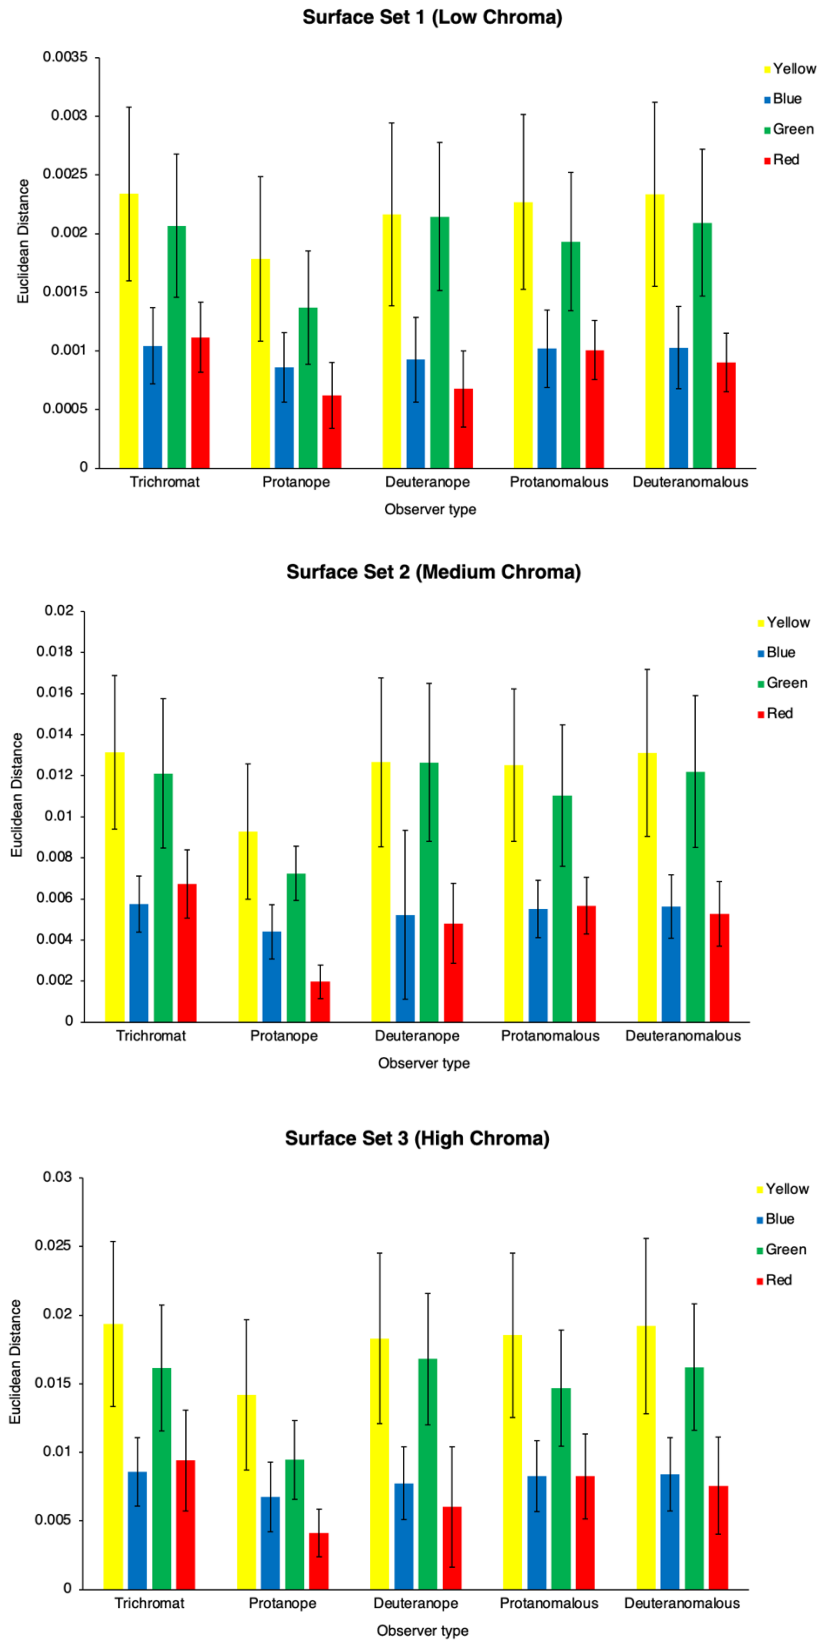 Surface Set 1 (Low Chroma)
0.0035
0.003
0.0025
0.002
0.0015
0.001
0.0005
0
Euclidean Distance
Trichromat Protanope Deuteranope Protanomalous Deuteranomalous
Observer type
Yellow
Blue
Green
Red
Surface Set 2 (Medium Chroma)
0.02
0.018
0.016
0.014
0.012
0.01
0.008
0.006
0.004
0.002
0
Euclidean Distance
Trichromat Protanope Deuteranope Protanomalous Deuteranomalous
Observer type
Yellow
Blue
Green
Red
Surface Set 3 (High Chroma)
0.03
0.025
0.02
0.015
0.01
0.005
0
Euclidean Distance
Trichromat Protanope Deuteranope Protanomalous Deuteranomalous
Observer type
Yellow
Blue
Green
Red